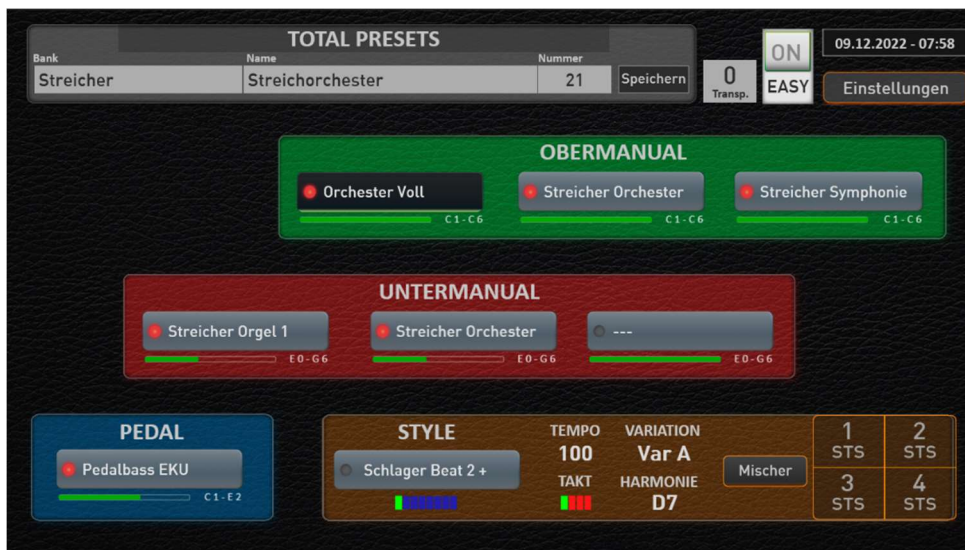 TOTAL PRESETS
Bank Name Nummer
Streicher Streichorchester 21 Speichern
0
Transp.
ON
EASY
09.12.2022 - 07:58
Einstellungen
OBERMANUAL
Orchester Voll Streicher Orchester Streicher Symphonie
C1-C6 C1-C6 C1-C6
UNTERMANUAL
Streicher Orgel 1 Streicher Orchester ---
E0-G6 E0-G6 E0-G6
PEDAL
Pedalbass EKU
C1-E2
STYLE
Schlager Beat 2 +
TEMPO
100
TAKT
VARIATION
Var A
HARMONIE
D7
Mischer
1 2
STS STS
3 4
STS STS